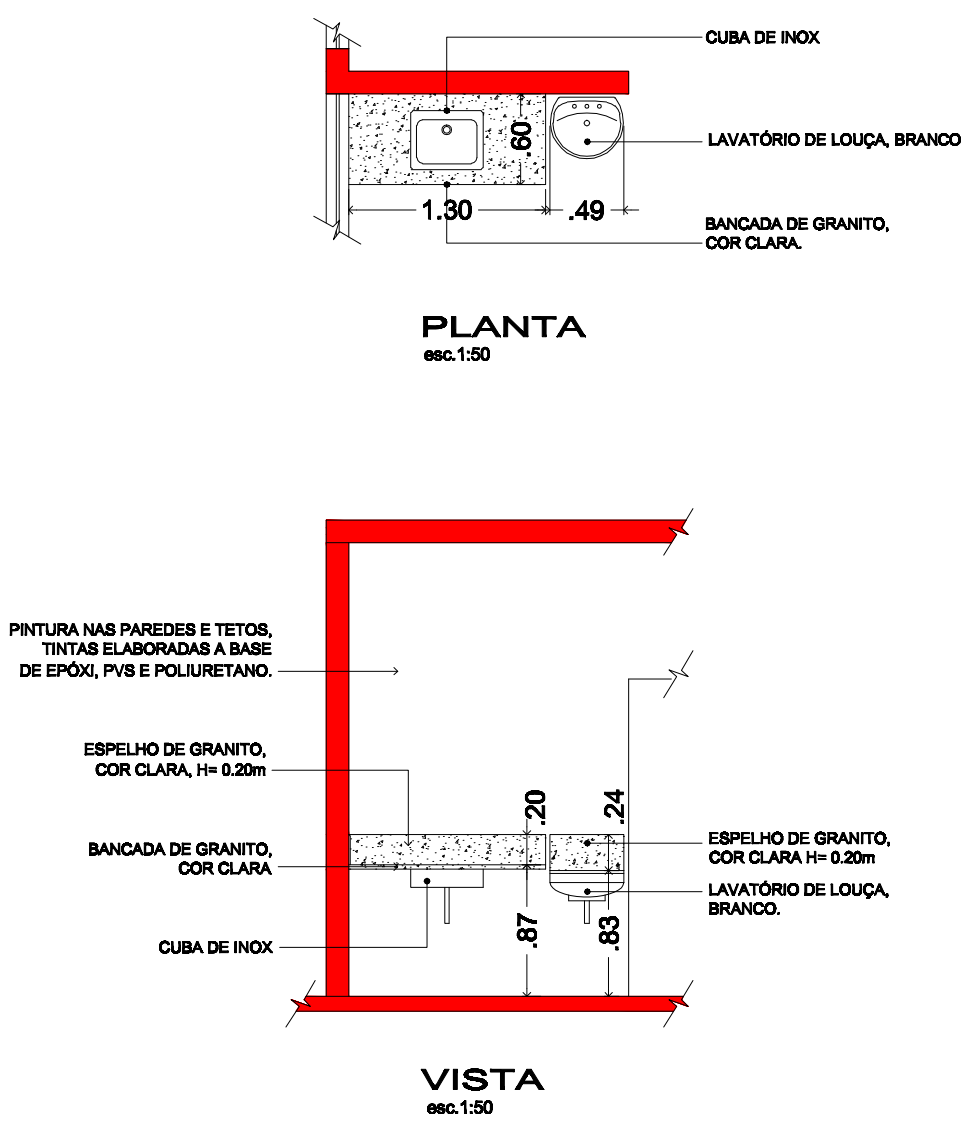 CUBA DE INOX
.60
LAVATÓRIO DE LOUÇA, BRANCO
1.30
.49
BANCADA DE GRANITO,
COR CLARA.
PLANTA
esc.1:50
PINTURA NAS PAREDES E TETOS,
TINTAS ELABORADAS A BASE
DE EPÓXI, PVS E POLIURETANO.
ESPELHO DE GRANITO,
COR CLARA, H= 0.20m
.20
.24
BANCADA DE GRANITO,
COR CLARA
ESPELHO DE GRANITO,
COR CLARA H= 0.20m
LAVATÓRIO DE LOUÇA,
BRANCO.
CUBA DE INOX
.87
.83
VISTA
esc.1:50